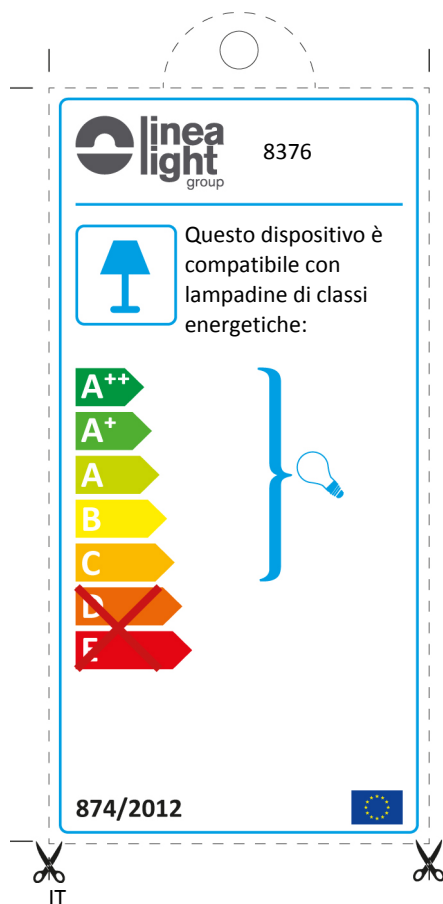 linea
light
group
8376
Questo dispositivo è
compatibile con
lampadine di classi
energetiche:
A++
A+
A
B
C
D
E
874/2012
IT